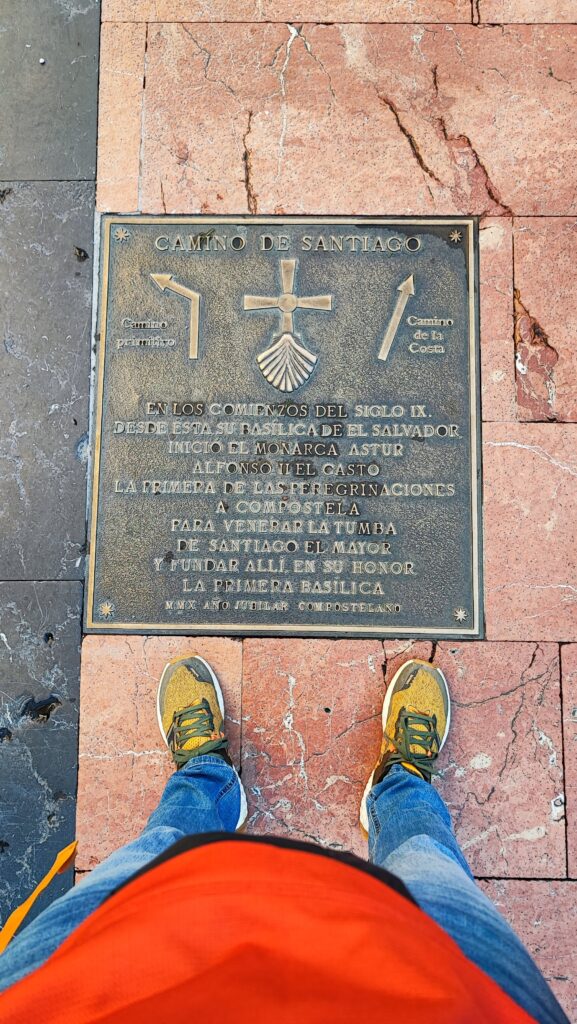 CAMINO DE SANTIAGO
Camino
primitivo
Camino
de la
Costa
EN LOS COMIENZOS DEL SIGLO IX.
DESDE ESTA SU BASILICA DE EL SALVADOR
INICIO EL MONARCA ASTUR
ALFONSO II EL CASTO
LA PRIMERA DE LAS PEREGRINACIONES
A COMPOSTELA
PARA VENERAR LA TUMBA
DE SANTIAGO EL MAYOR
Y FUNDAR ALLÍ, EN SU HONOR
LA PRIMERA BASÍLICA
MMX AÑO JUBILAR COMPOSTELANO